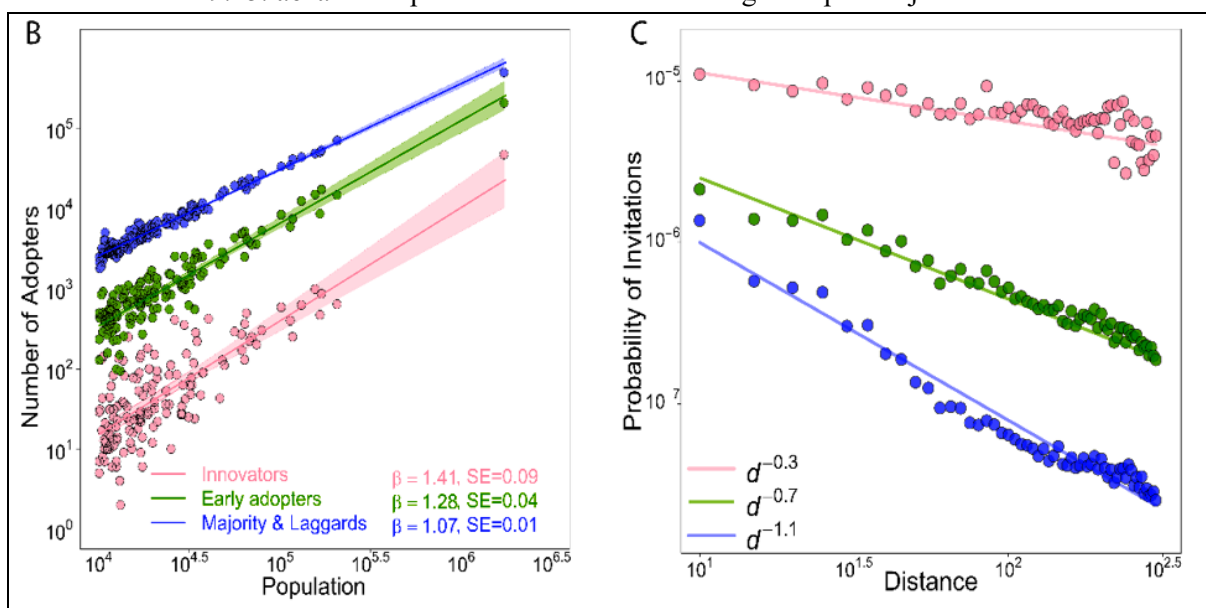 B
Number of Adopters
10^5
10^4
10^3
10^2
10^1
10^0
Innovators β = 1.41, SE=0.09
Early adopters β = 1.28, SE=0.04
Majority & Laggards β = 1.07, SE=0.01
10^4 10^4.5 10^5 10^5.5 10^6 10^6.5
Population
C
Probability of Invitations
10^-5
10^-6
10^-7
d^-0.3
d^-0.7
d^-1.1
10^1 10^1.5 10^2 10^2.5
Distance